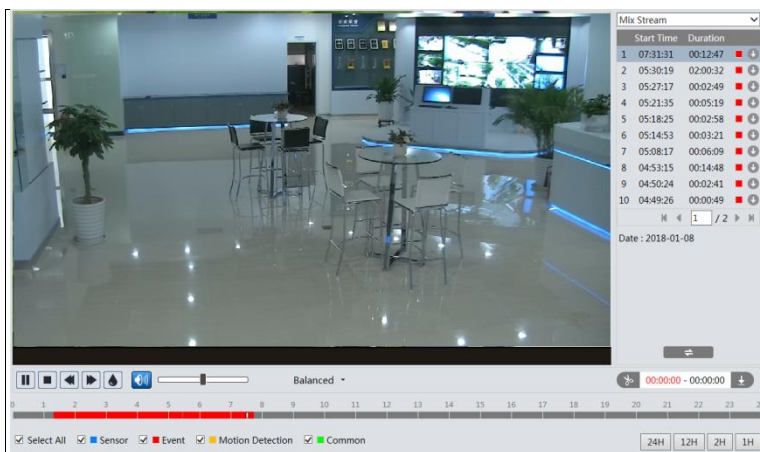 Mix Stream
Start Time Duration
1 07:31:31 00:12:47
2 05:30:19 02:00:32
3 05:27:17 00:02:49
4 05:21:35 00:05:19
5 05:18:25 00:02:58
6 05:14:53 00:03:21
7 05:08:17 00:06:09
8 04:53:15 00:14:48
9 04:50:24 00:02:41
10 04:49:26 00:00:49
1 / 2
Date : 2018-01-08
Balanced
00:00:00 - 00:00:00
0 1 2 3 4 5 6 7 8 9 10 11 12 13 14 15 16 17 18 19 20 21 22 23
Select All Sensor Event Motion Detection Common
24H 12H 2H 1H